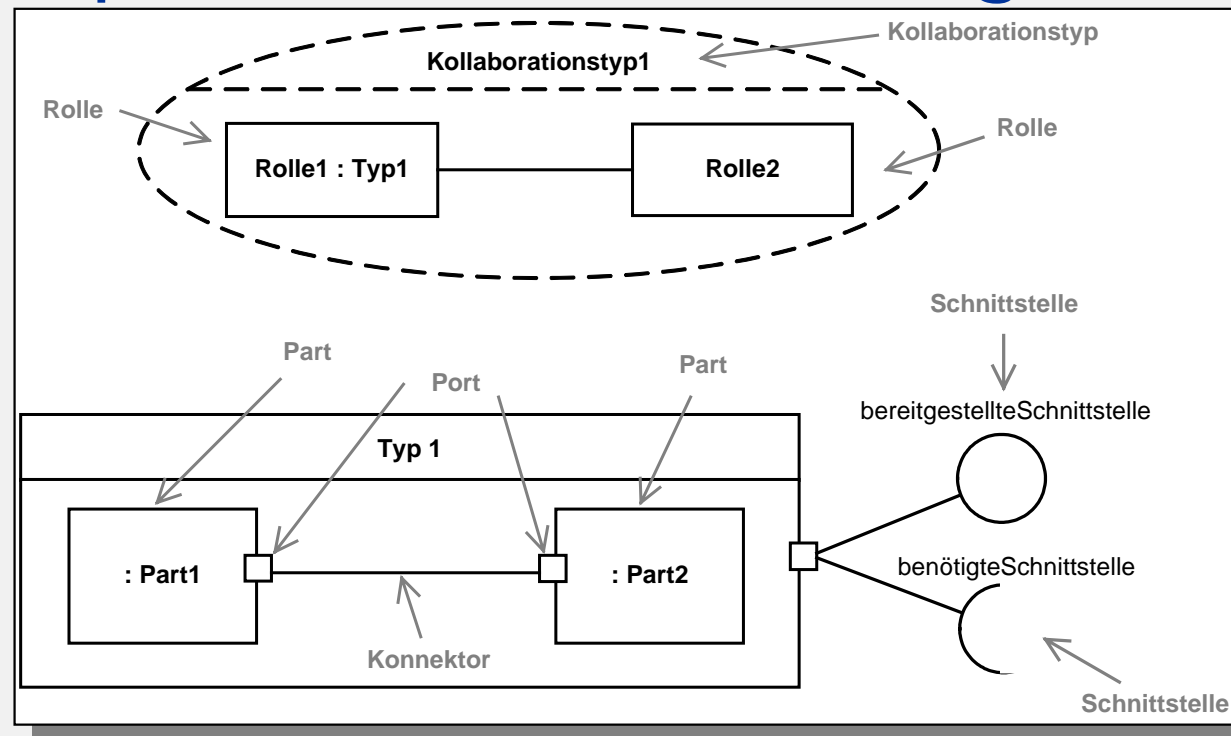 Kollaborationstyp
Kollaborationstyp1
Rolle
Rolle
Rolle1 : Typ1
Rolle2
Schnittstelle
Part
Port
Part
bereitgestellteSchnittstelle
Typ 1
benötigteSchnittstelle
: Part1
: Part2
Konnektor
Schnittstelle